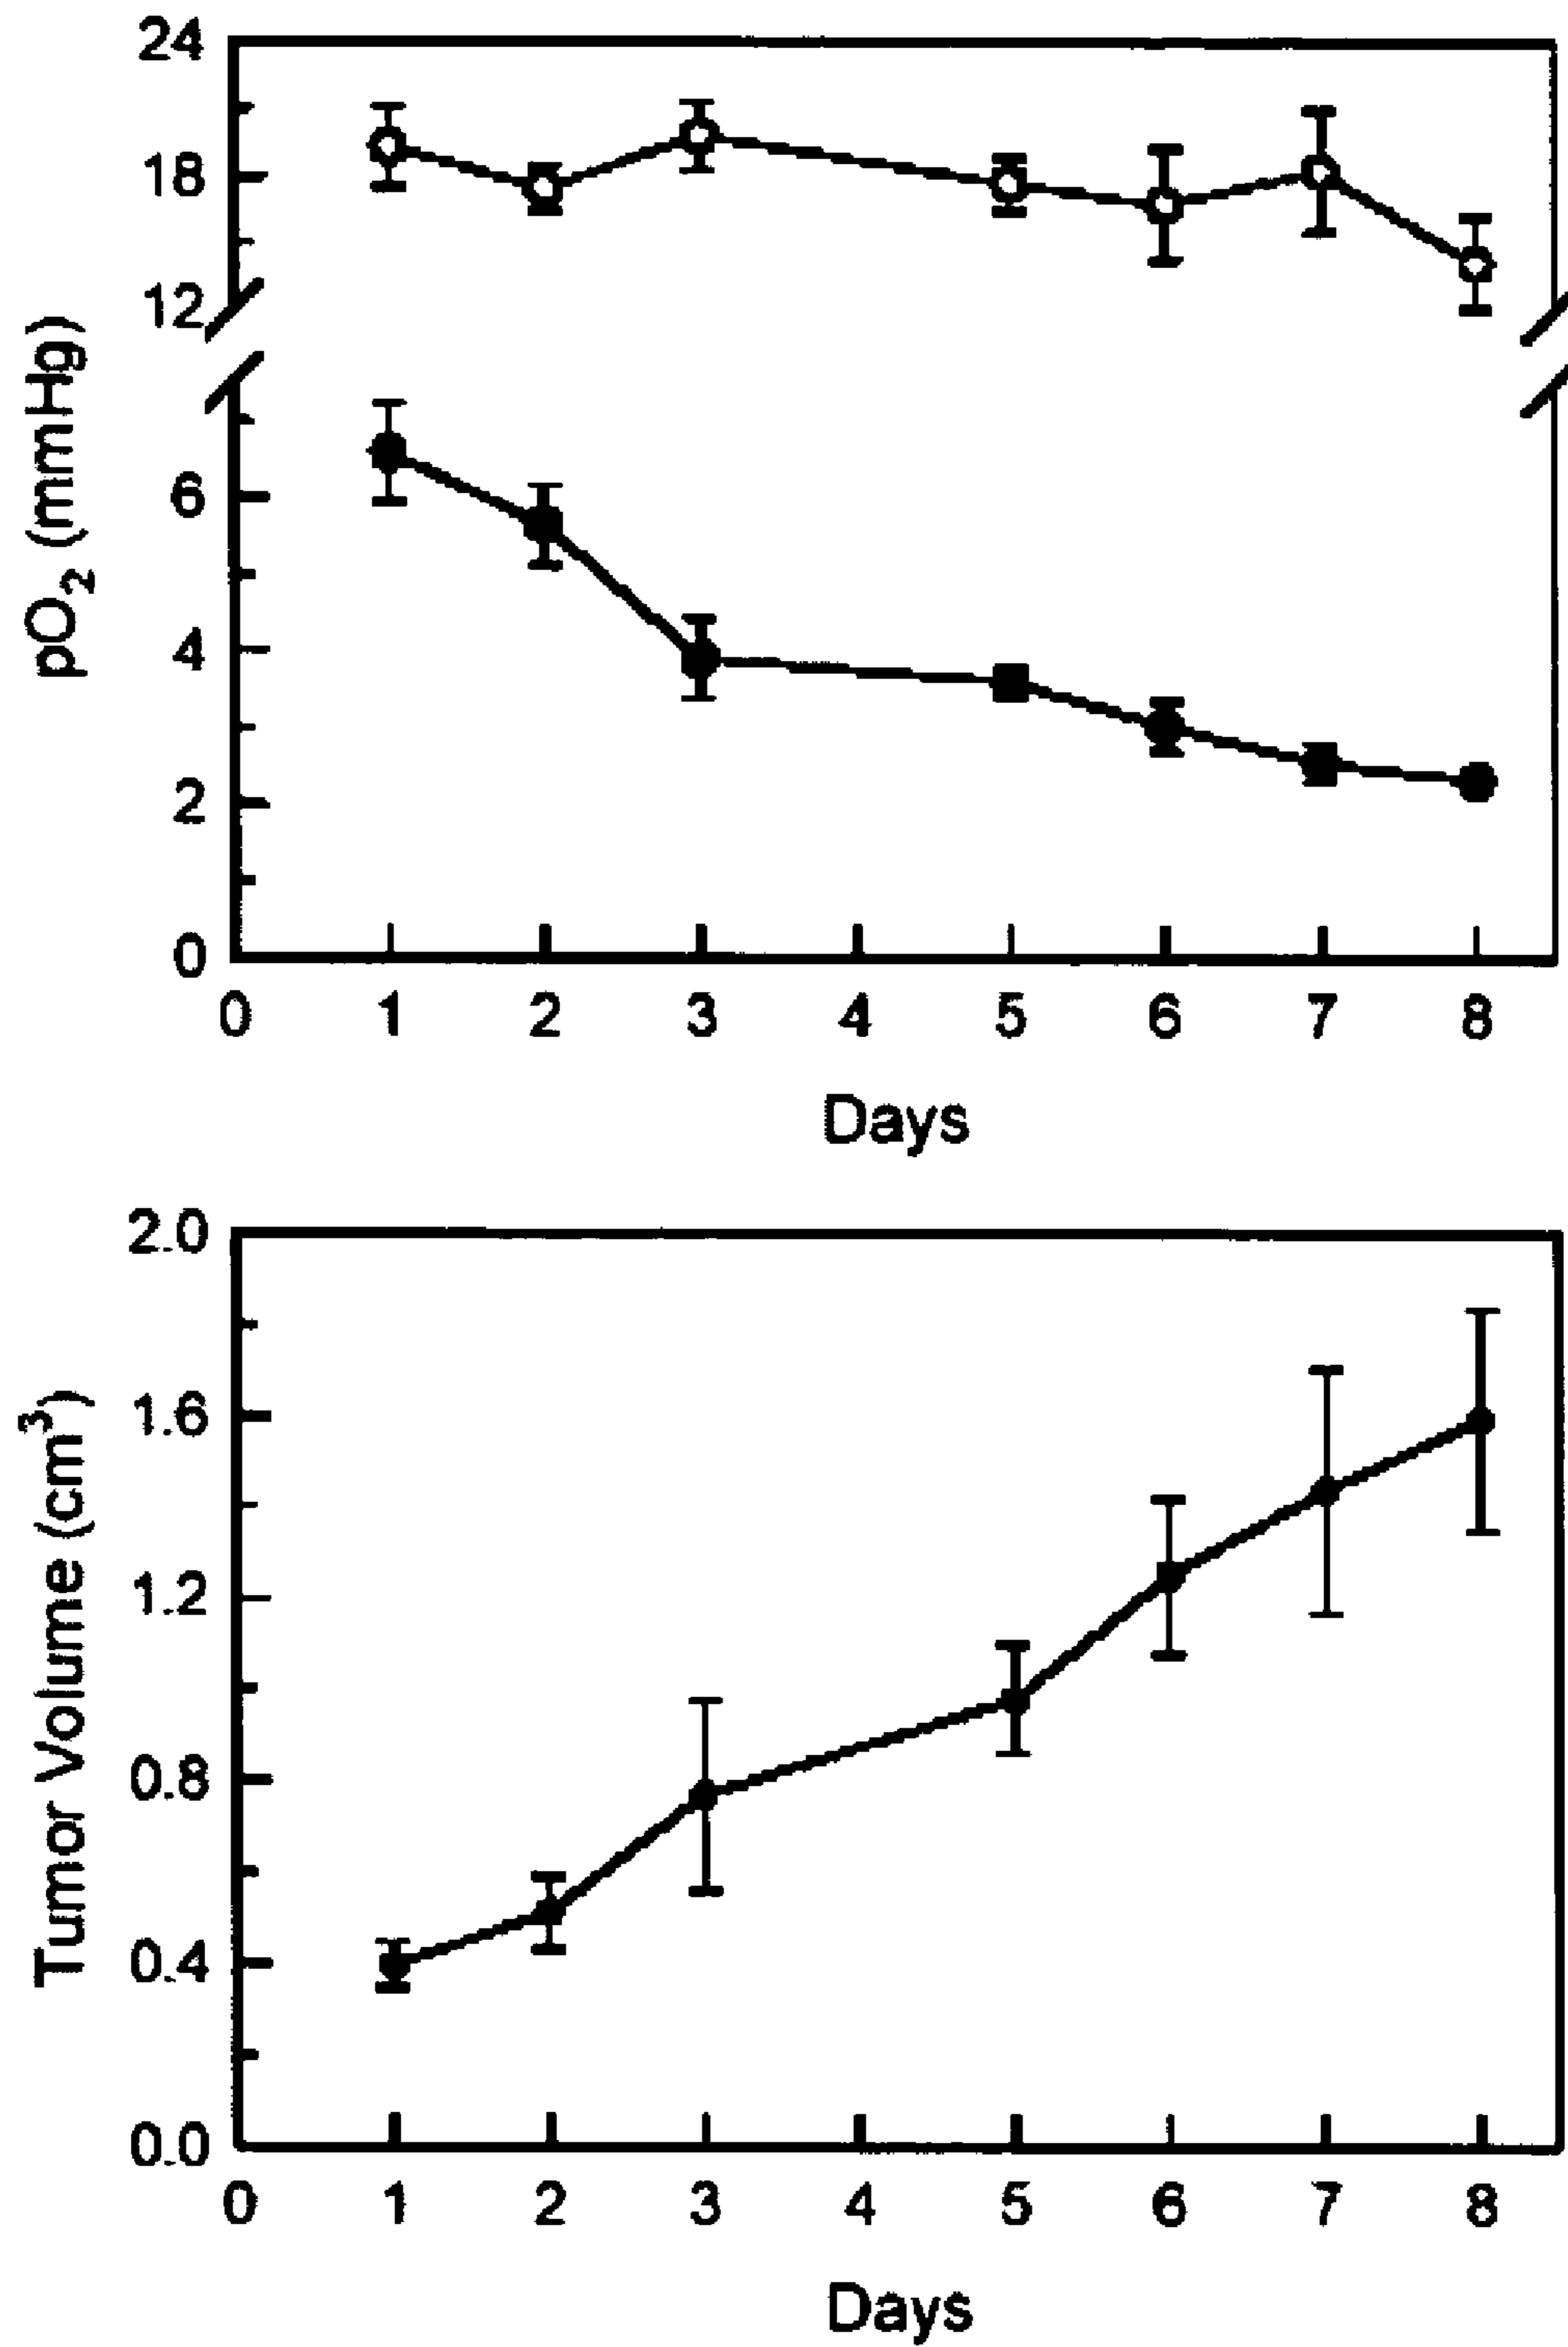 24
18
12
6
4
2
0
pO₂ (mmHg)
0 1 2 3 4 5 6 7 8
Days
2.0
1.6
1.2
0.8
0.4
0.0
Tumor Volume (cm³)
0 1 2 3 4 5 6 7 8
Days